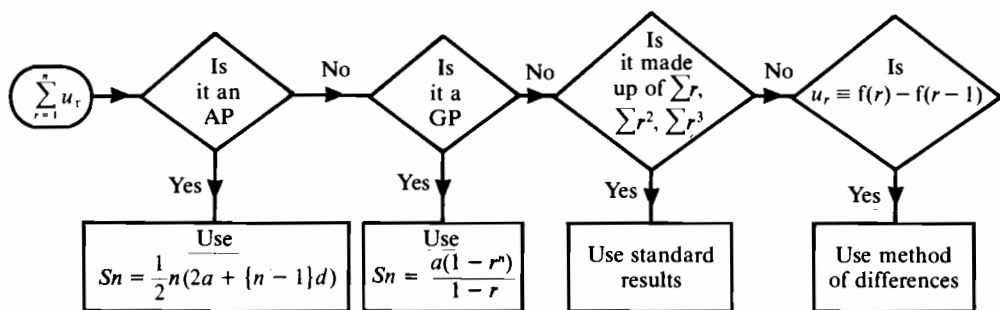 n
∑ u_r
r = 1
Is
it an
AP
No
Yes
Use
Sn = 1/2 n(2a + {n − 1}d)
Is
it a
GP
No
Yes
Use
Sn = a(1 − rⁿ)/(1 − r)
Is
it made
up of ∑r,
∑r², ∑r³
No
Yes
Use standard
results
Is
u_r ≡ f(r) − f(r − 1)
Yes
Use method
of differences